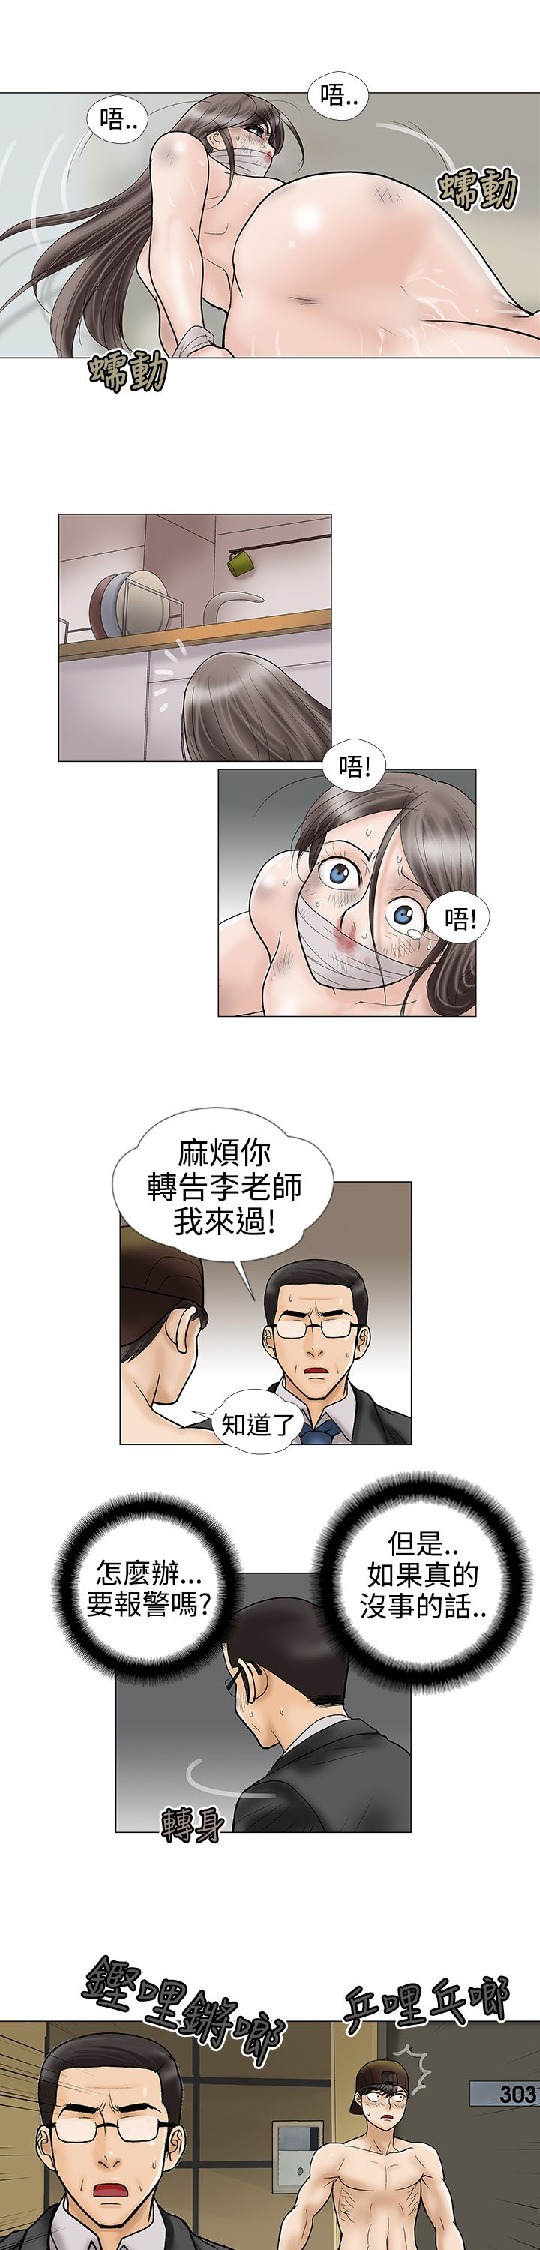 唔..
唔..
蠕動
蠕動
唔!
唔!
麻煩你
轉告李老師
我來過!
知道了
但是..
如果真的
沒事的話..
怎麼辦...
要報警嗎?
轉身
鏗哩鏘啷
乒哩乓啷
303